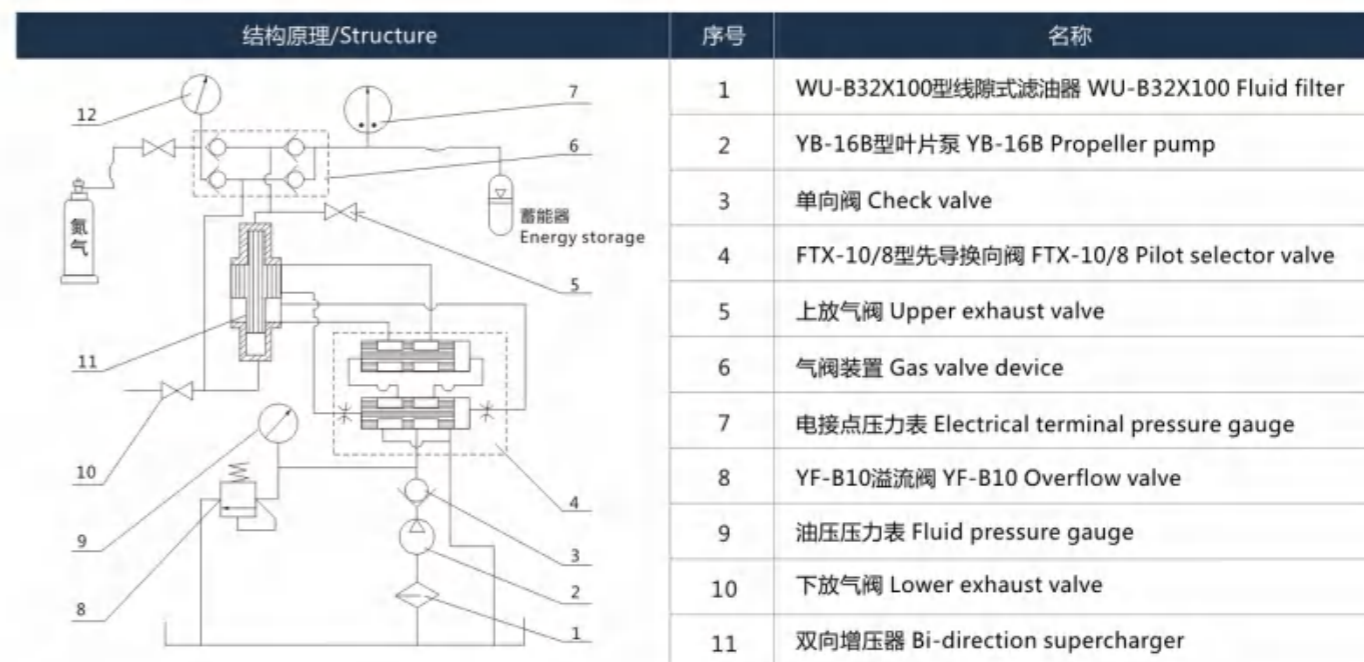 结构原理/Structure
序号
名称
12
7
6
氮气
蓄能器
Energy storage
5
11
10
9
4
3
2
8
1
1
WU-B32X100型线隙式滤油器 WU-B32X100 Fluid filter
2
YB-16B型叶片泵 YB-16B Propeller pump
3
单向阀 Check valve
4
FTX-10/8型先导换向阀 FTX-10/8 Pilot selector valve
5
上放气阀 Upper exhaust valve
6
气阀装置 Gas valve device
7
电接点压力表 Electrical terminal pressure gauge
8
YF-B10溢流阀 YF-B10 Overflow valve
9
油压压力表 Fluid pressure gauge
10
下放气阀 Lower exhaust valve
11
双向增压器 Bi-direction supercharger